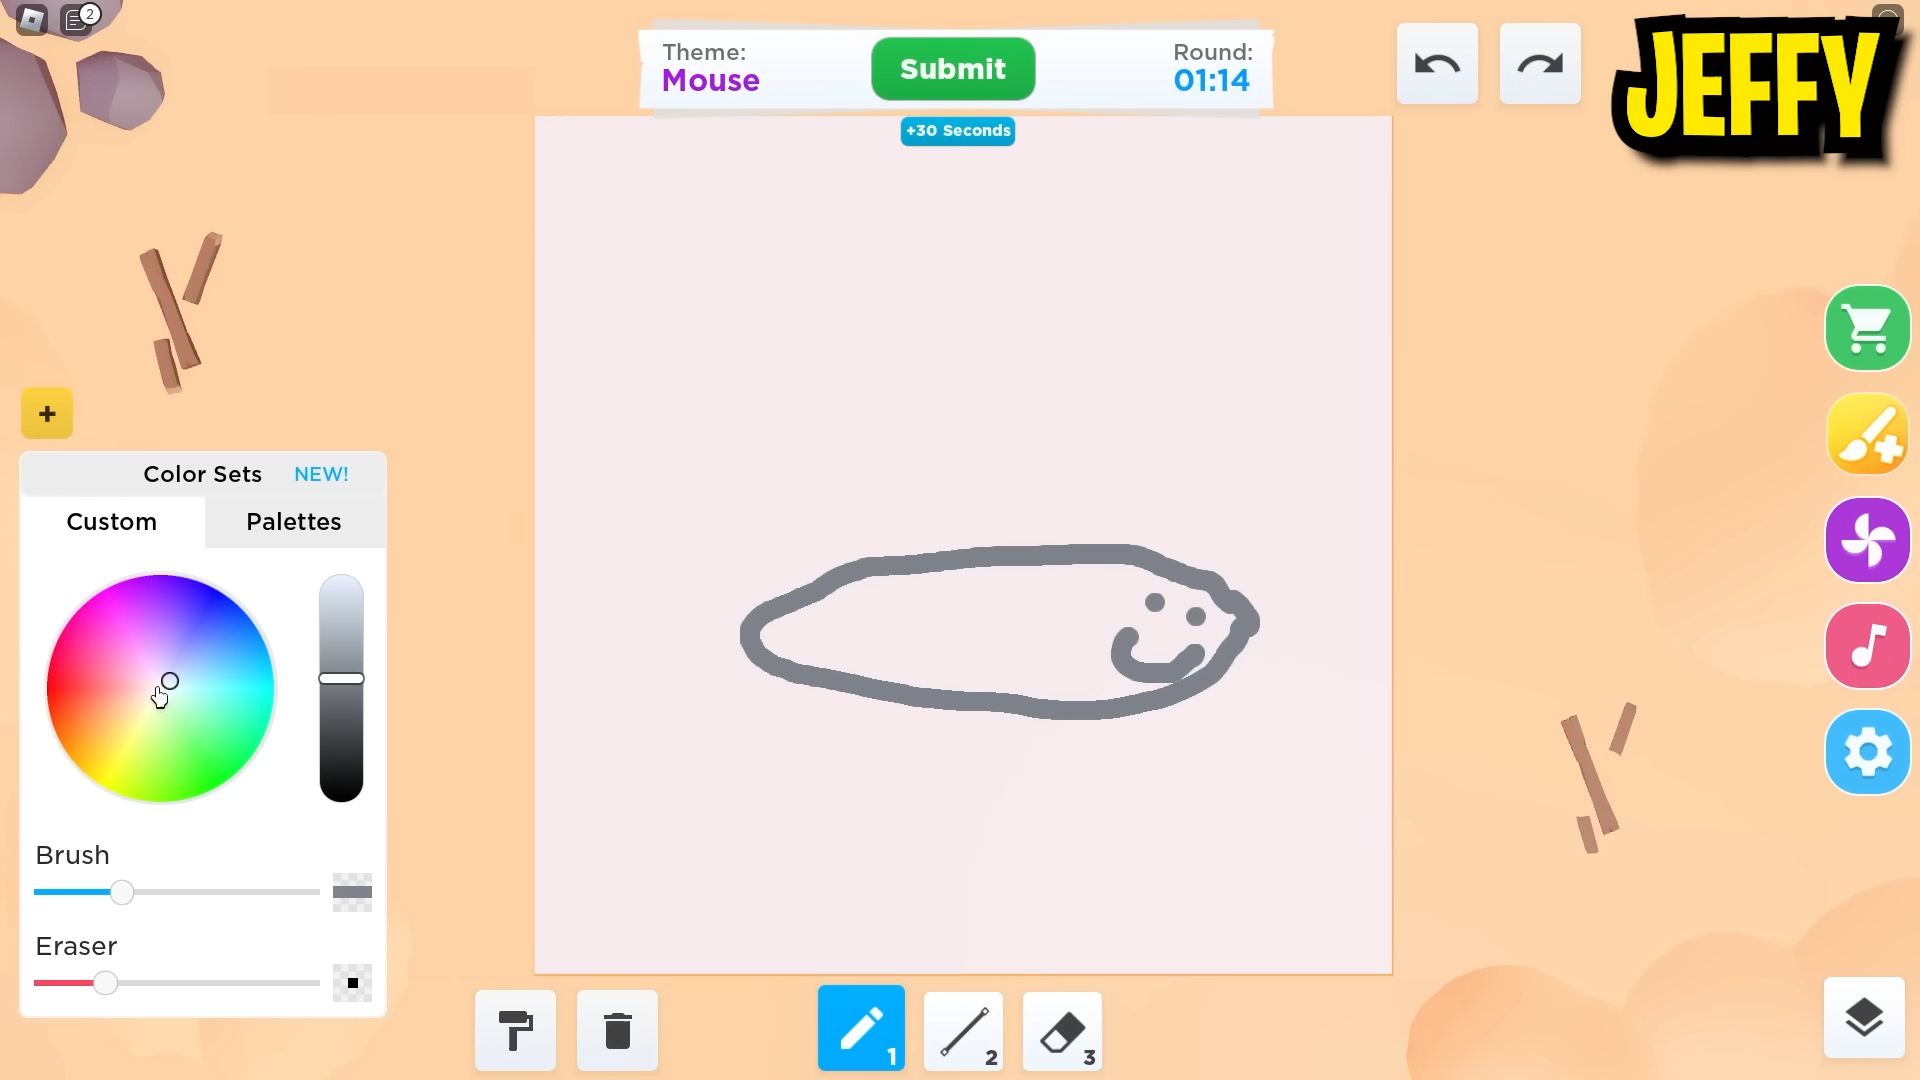 2
Theme:
Mouse
Submit
Round:
01:14
+30 Seconds
JEFFY
+
Color Sets NEW!
Custom
Palettes
Brush
Eraser
1
2
3